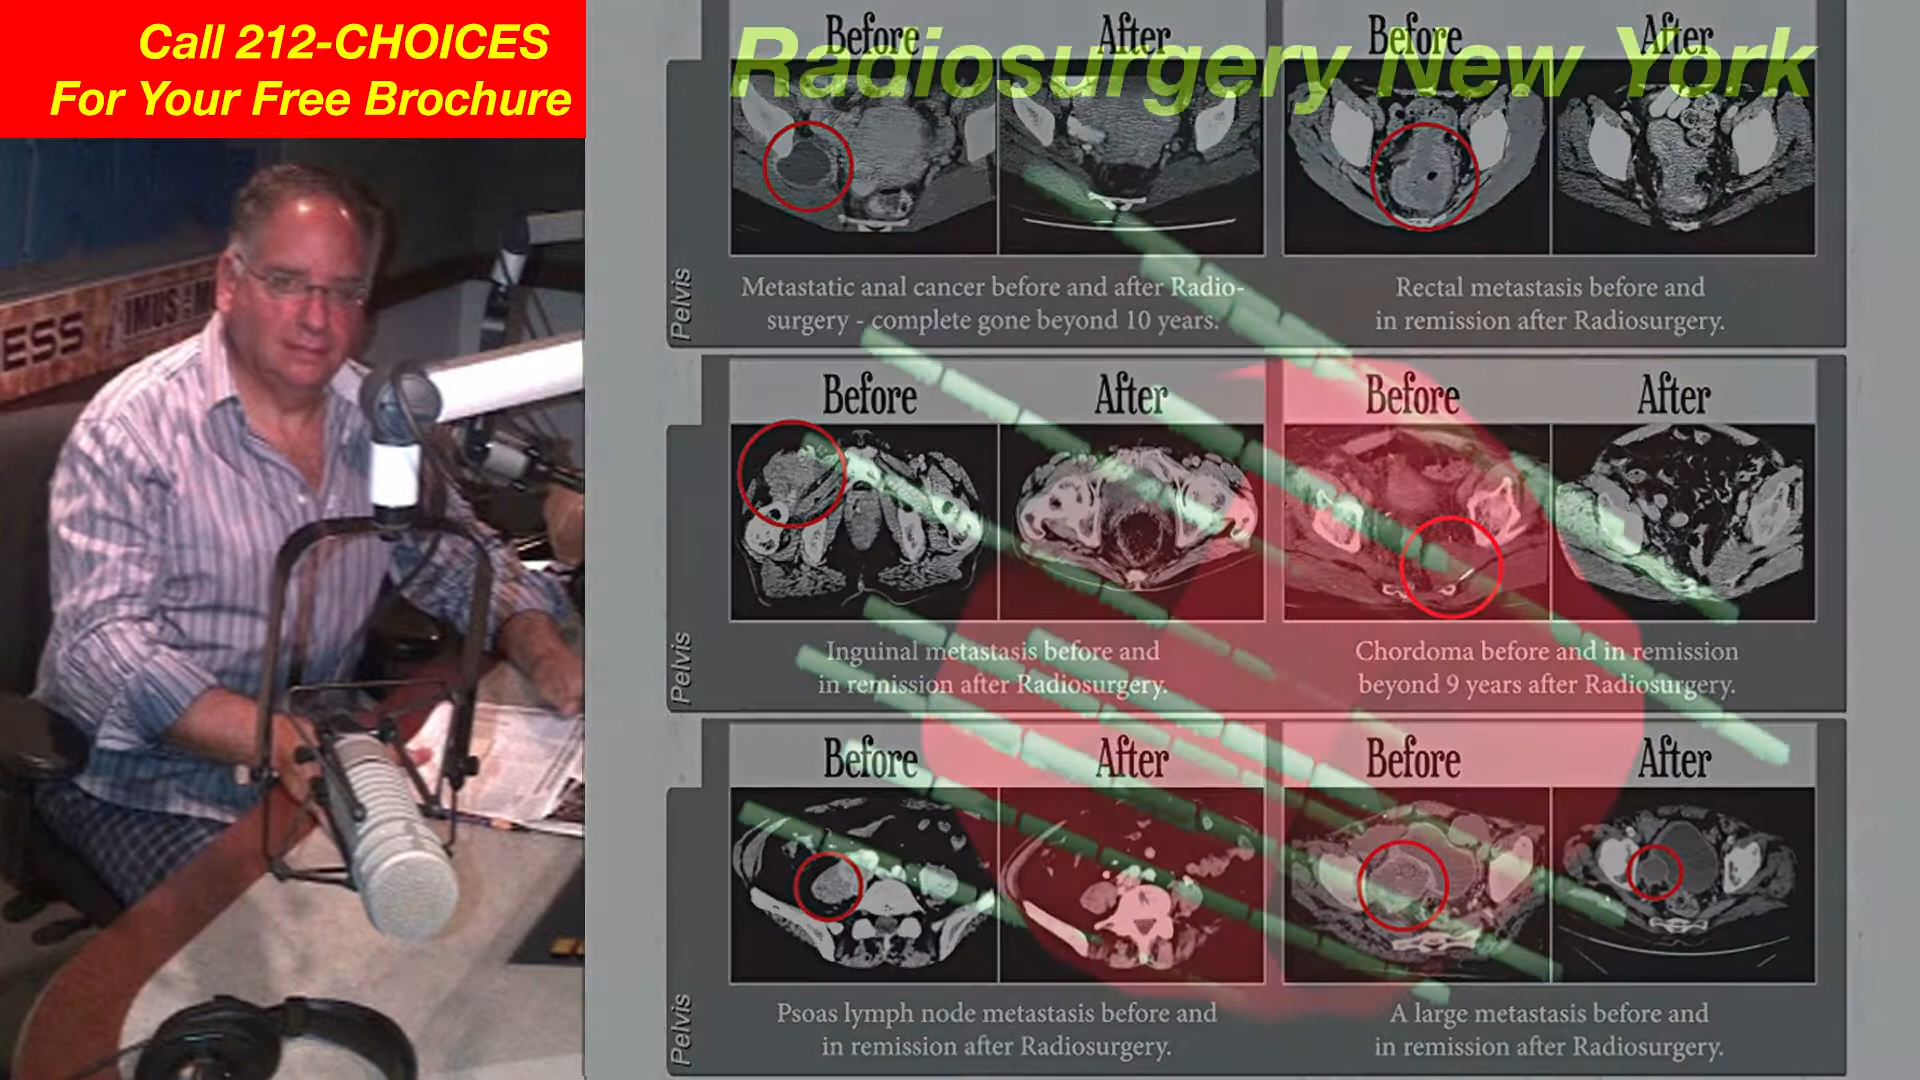 Call 212-CHOICES
For Your Free Brochure
ESS
IMUS
Radiosurgery New York
Before
After
Before
After
Pelvis
Metastatic anal cancer before and after Radio-
surgery - complete gone beyond 10 years.
Rectal metastasis before and
in remission after Radiosurgery.
Before
After
Before
After
Pelvis
Inguinal metastasis before and
in remission after Radiosurgery.
Chordoma before and in remission
beyond 9 years after Radiosurgery.
Before
After
Before
After
Pelvis
Psoas lymph node metastasis before and
in remission after Radiosurgery.
A large metastasis before and
in remission after Radiosurgery.